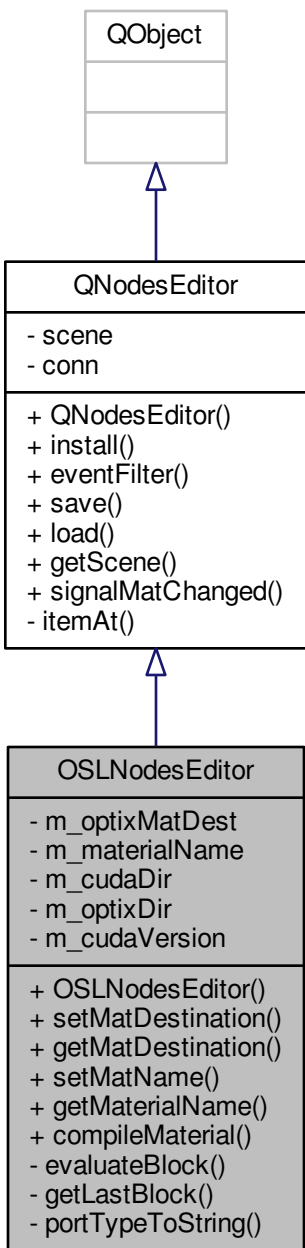 QObject
QNodesEditor
- scene
- conn
+ QNodesEditor()
+ install()
+ eventFilter()
+ save()
+ load()
+ getScene()
+ signalMatChanged()
- itemAt()
OSLNodesEditor
- m_optixMatDest
- m_materialName
- m_cudaDir
- m_optixDir
- m_cudaVersion
+ OSLNodesEditor()
+ setMatDestination()
+ getMatDestination()
+ setMatName()
+ getMaterialName()
+ compileMaterial()
- evaluateBlock()
- getLastBlock()
- portTypeToString()